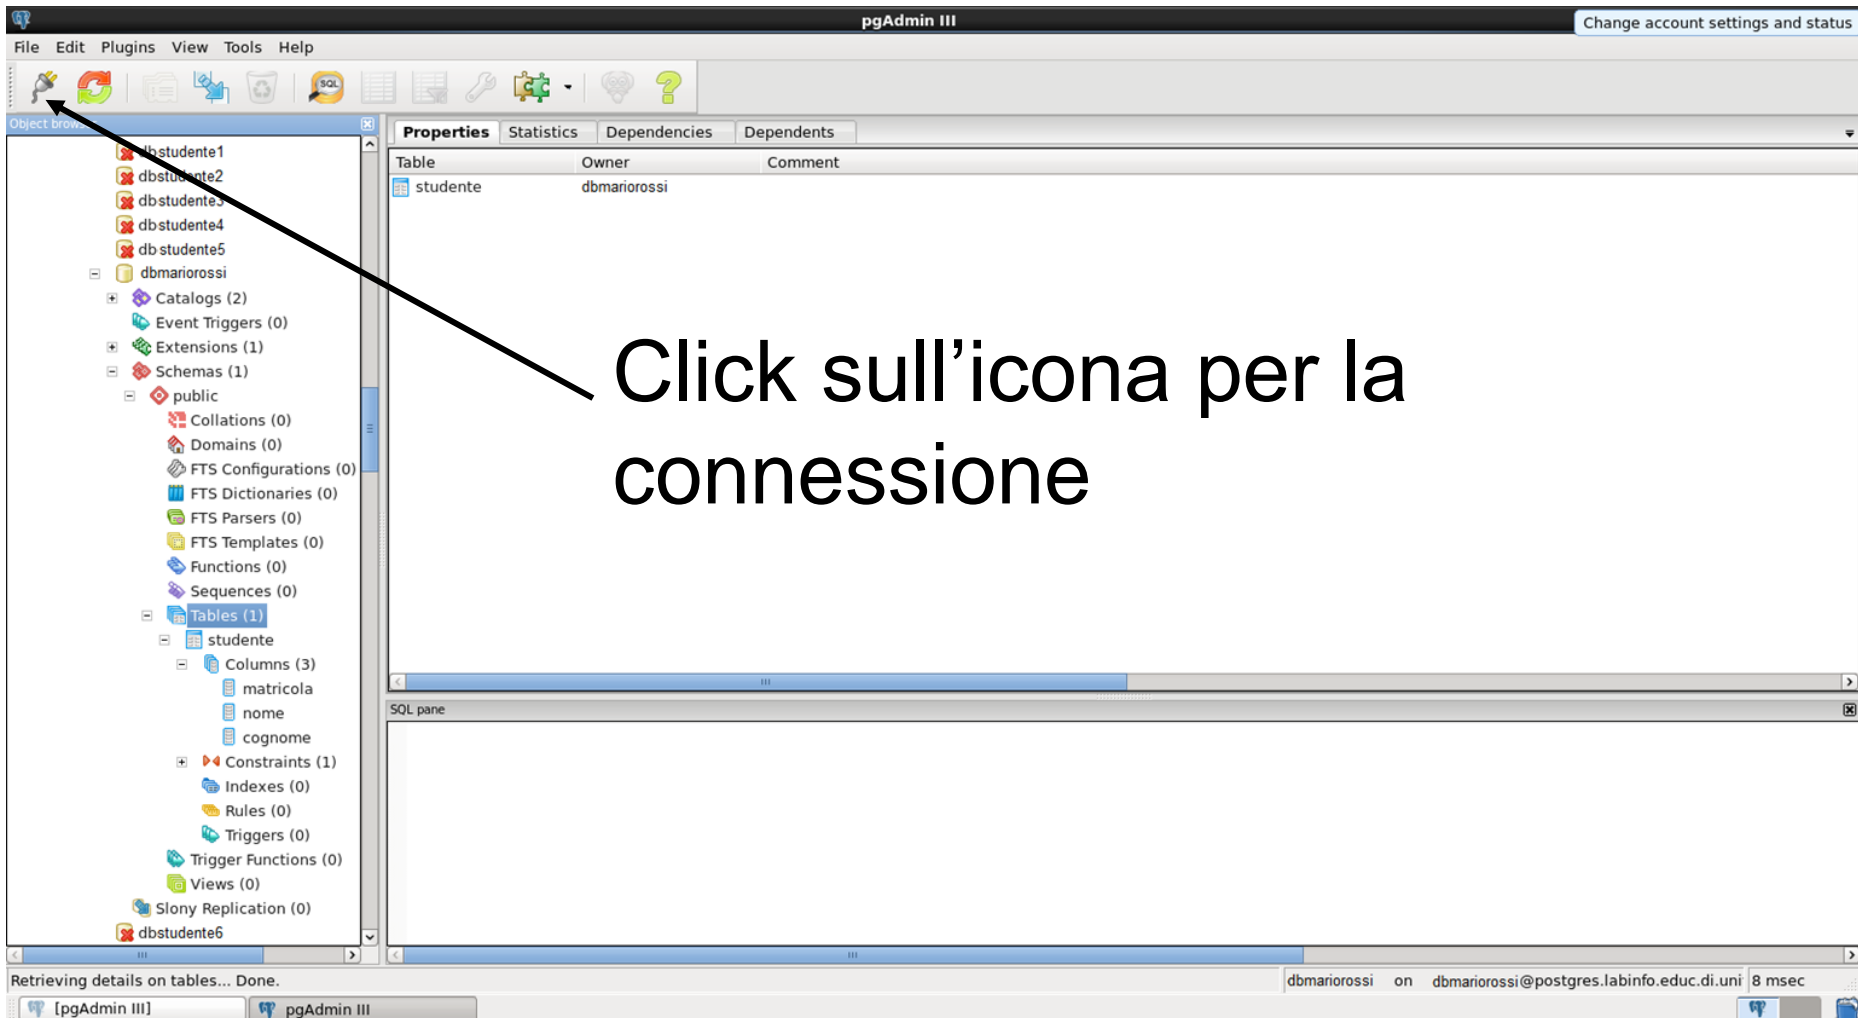 pgAdmin III
Change account settings and status
File Edit Plugins View Tools Help
SQL
Object brows
Properties Statistics Dependencies Dependents
Table Owner Comment
studente dbmariorossi
dbstudente1
dbstudente2
dbstudente3
dbstudente4
dbstudente5
dbmariorossi
Catalogs (2)
Event Triggers (0)
Extensions (1)
Schemas (1)
public
Collations (0)
Domains (0)
FTS Configurations (0)
FTS Dictionaries (0)
FTS Parsers (0)
FTS Templates (0)
Functions (0)
Sequences (0)
Tables (1)
studente
Columns (3)
matricola
nome
cognome
Constraints (1)
Indexes (0)
Rules (0)
Triggers (0)
Trigger Functions (0)
Views (0)
Slony Replication (0)
dbstudente6
Click sull’icona per la
connessione
SQL pane
Retrieving details on tables... Done.
dbmariorossi on dbmariorossi@postgres.labinfo.educ.di.uni 8 msec
[pgAdmin III] pgAdmin III